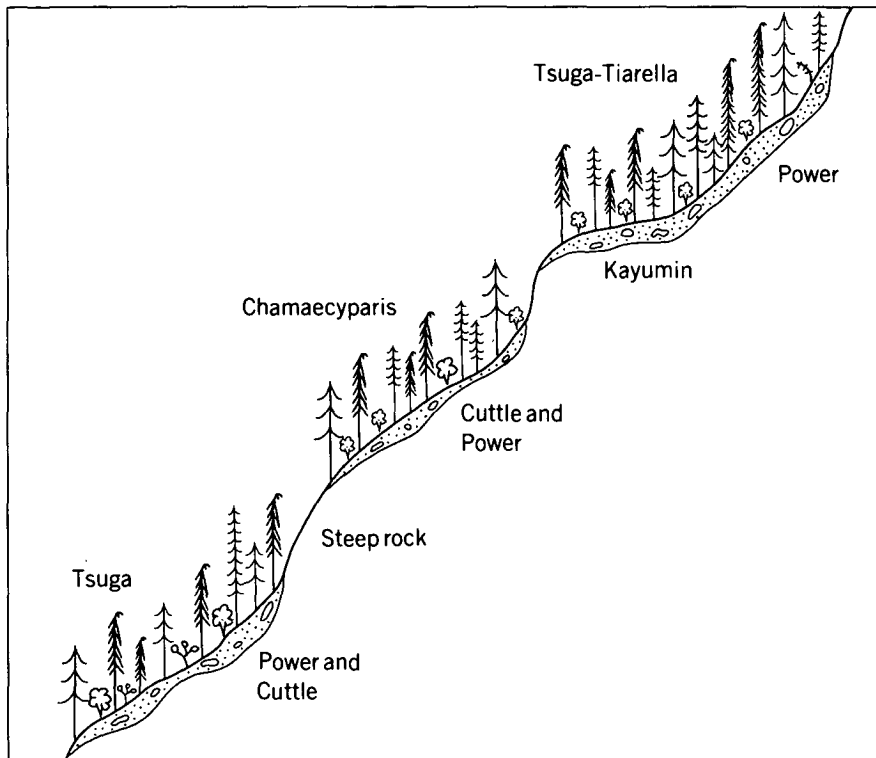 Tsuga-Tiarella
Power
Kayumin
Chamaecyparis
Cuttle and
Power
Steep rock
Tsuga
Power and
Cuttle